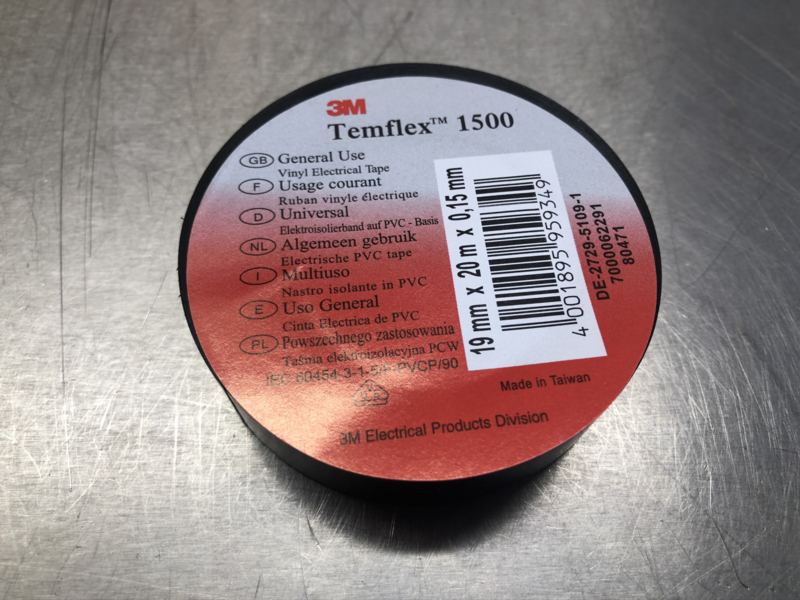 3M
Temflex™ 1500
GB General Use
Vinyl Electrical Tape
F Usage courant
Ruban vinyle électrique
D Universal
Elektroisolierband auf PVC - Basis
NL Algemeen gebruik
Electrische PVC tape
I Multiuso
Nastro isolante in PVC
E Uso General
Cinta Electrica de PVC
PL Powszechnego zastosowania
Taśma elektroizolacyjna PCW
IEC 60454-3-1-5/F-PVCP/90
19 mm x 20 m x 0,15 mm
4 001895 959349
DE-2729-5109-1
7000062291
80471
Made in Taiwan
3M Electrical Products Division